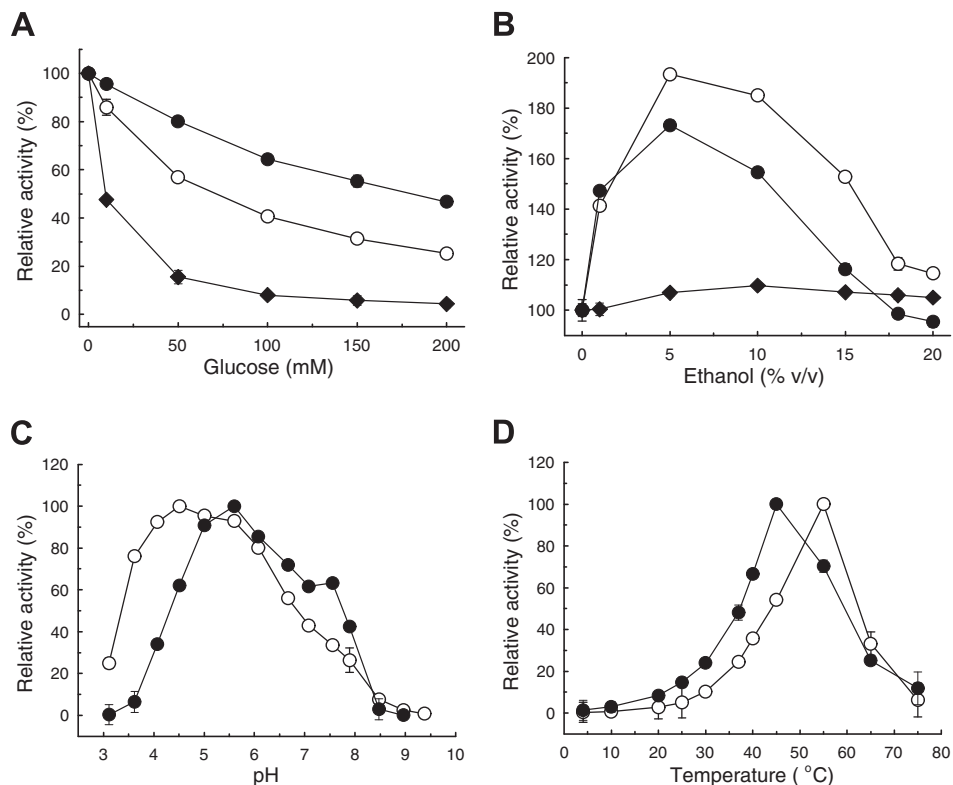 A
Relative activity (%)
100
80
60
40
20
0
0 50 100 150 200
Glucose (mM)
B
Relative activity (%)
200
180
160
140
120
100
0 5 10 15 20
Ethanol (% v/v)
C
Relative activity (%)
120
100
80
60
40
20
0
3 4 5 6 7 8 9 10
pH
D
Relative activity (%)
120
100
80
60
40
20
0
0 10 20 30 40 50 60 70 80
Temperature ( °C)